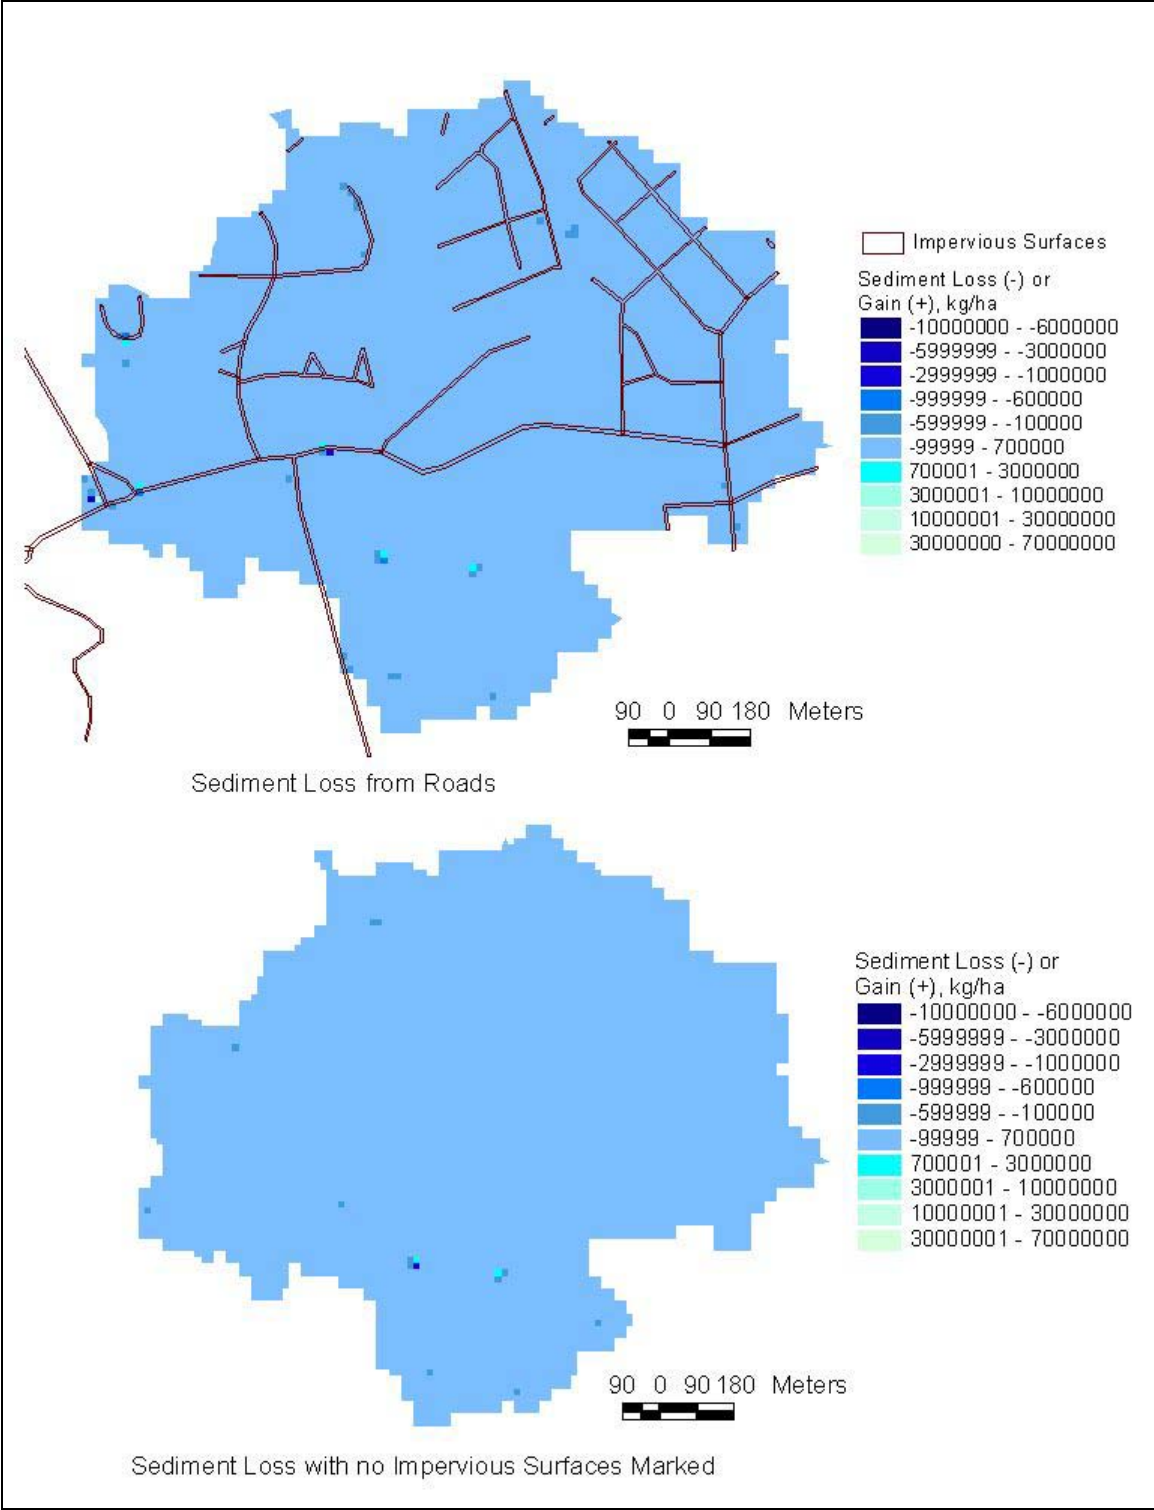 Impervious Surfaces
Sediment Loss (-) or
Gain (+), kg/ha
-10000000 - -6000000
-5999999 - -3000000
-2999999 - -1000000
-999999 - -600000
-599999 - -100000
-99999 - 700000
700001 - 3000000
3000001 - 10000000
10000001 - 30000000
30000000 - 70000000
90 0 90 180 Meters
Sediment Loss from Roads
Sediment Loss (-) or
Gain (+), kg/ha
-10000000 - -6000000
-5999999 - -3000000
-2999999 - -1000000
-999999 - -600000
-599999 - -100000
-99999 - 700000
700001 - 3000000
3000001 - 10000000
10000001 - 30000000
30000001 - 70000000
90 0 90 180 Meters
Sediment Loss with no Impervious Surfaces Marked